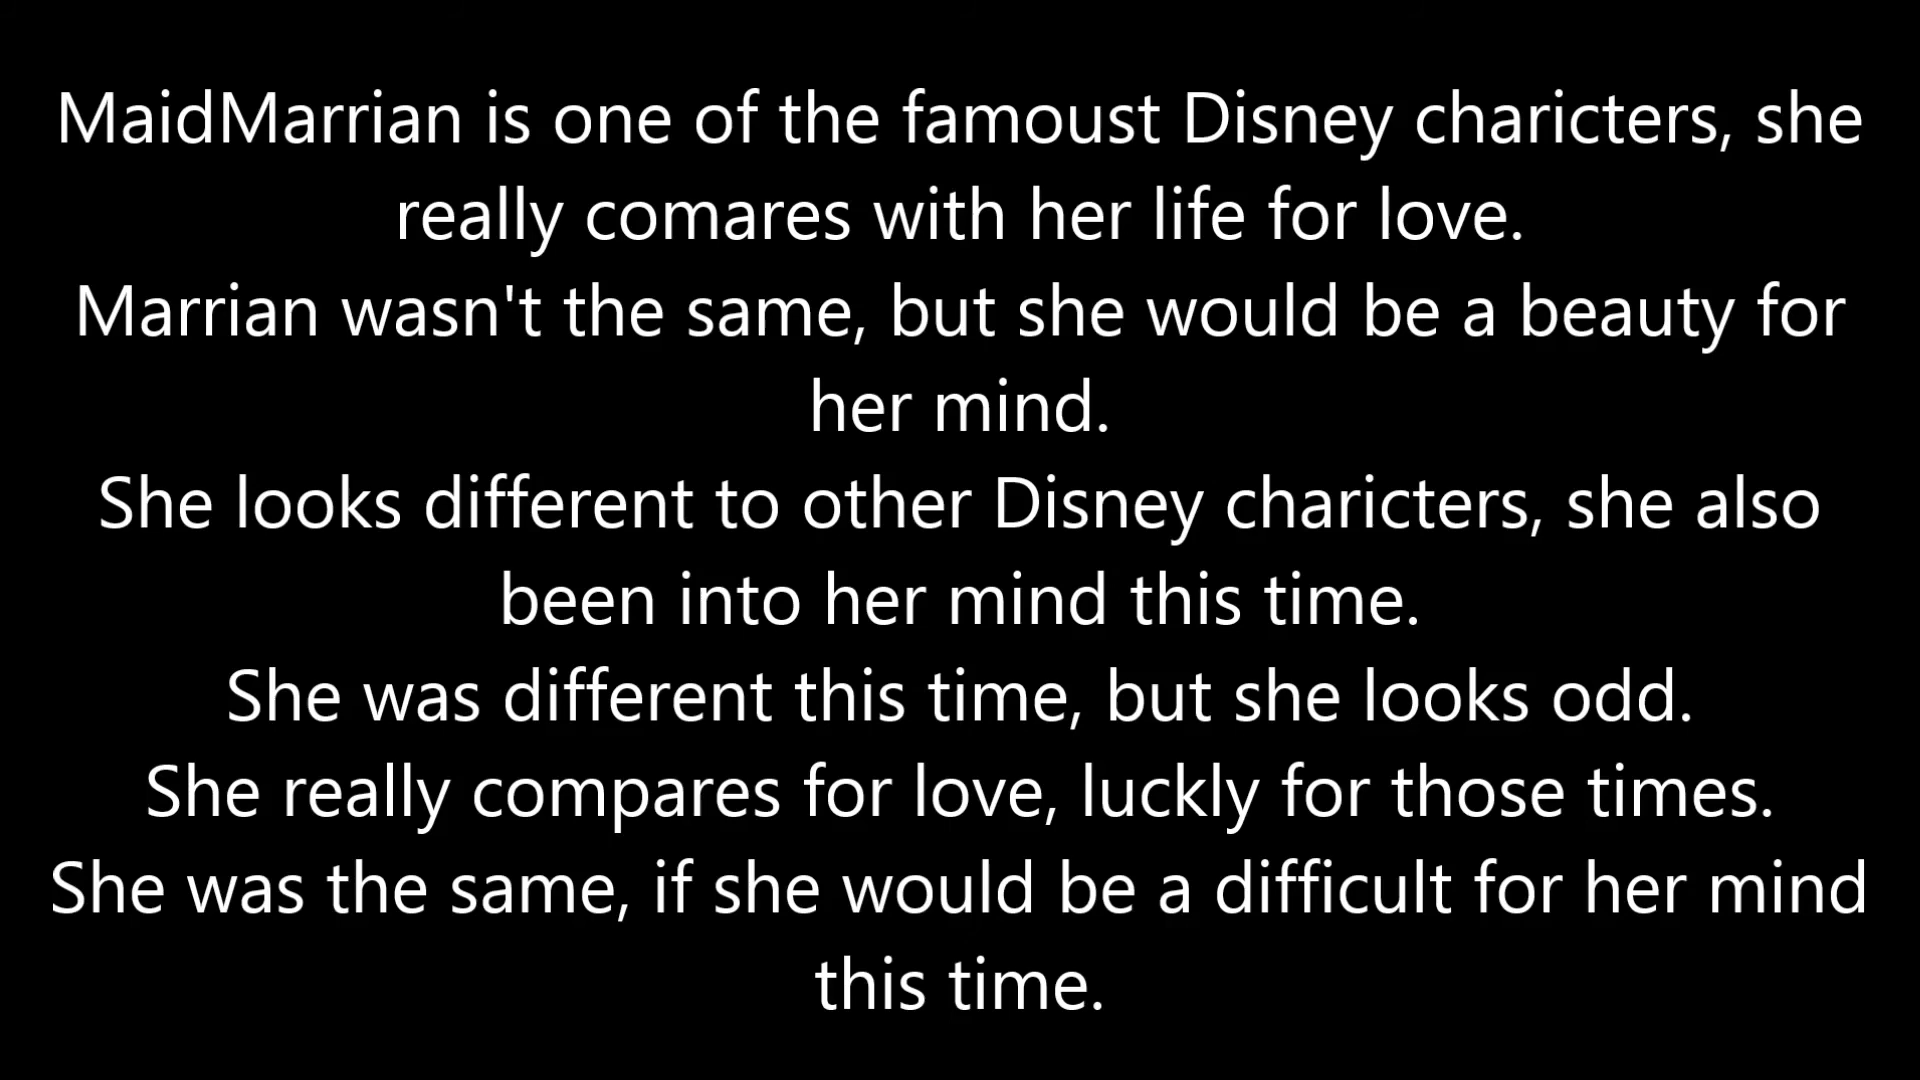 MaidMarrian is one of the famoust Disney charicters, she
really comares with her life for love.
Marrian wasn't the same, but she would be a beauty for
her mind.
She looks different to other Disney charicters, she also
been into her mind this time.
She was different this time, but she looks odd.
She really compares for love, luckly for those times.
She was the same, if she would be a difficult for her mind
this time.